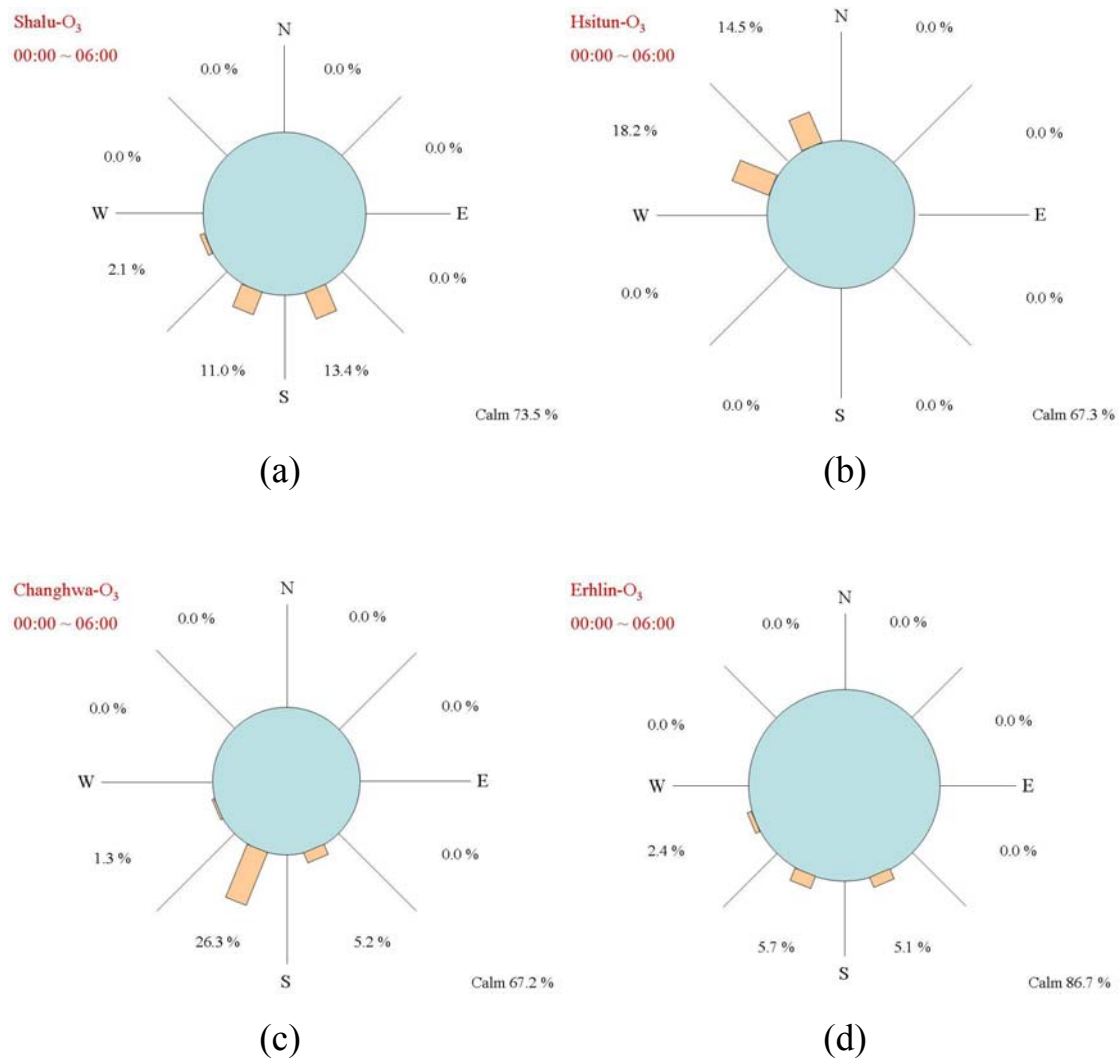 Shalu-O₃
00:00 ~ 06:00
N
0.0 %
0.0 %
0.0 %
0.0 %
W
E
2.1 %
0.0 %
11.0 %
13.4 %
S
Calm 73.5 %
(a)
Hsitun-O₃
00:00 ~ 06:00
14.5 %
N
0.0 %
18.2 %
0.0 %
W
E
0.0 %
0.0 %
0.0 %
0.0 %
S
Calm 67.3 %
(b)
Changhwa-O₃
00:00 ~ 06:00
N
0.0 %
0.0 %
0.0 %
0.0 %
W
E
1.3 %
0.0 %
26.3 %
5.2 %
S
Calm 67.2 %
(c)
Erhlin-O₃
00:00 ~ 06:00
N
0.0 %
0.0 %
0.0 %
0.0 %
W
E
2.4 %
0.0 %
5.7 %
5.1 %
S
Calm 86.7 %
(d)